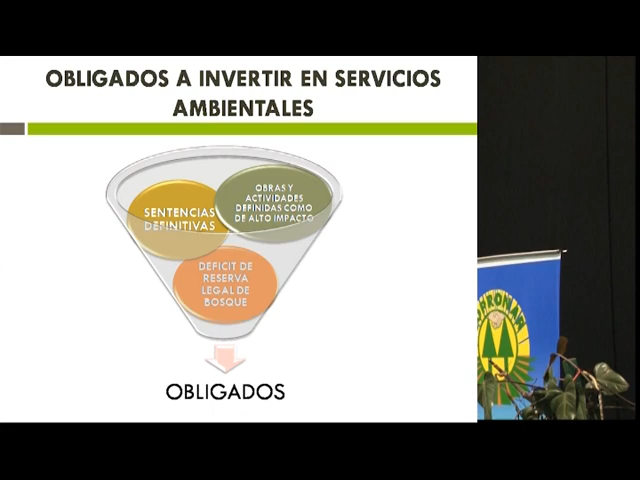 OBLIGADOS A INVERTIR EN SERVICIOS
AMBIENTALES
SENTENCIAS
DEFINITIVAS
OBRAS Y
ACTIVIDADES
DEFINIDAS COMO
DE ALTO IMPACTO
DEFICIT DE
RESERVA
LEGAL DE
BOSQUE
OBLIGADOS